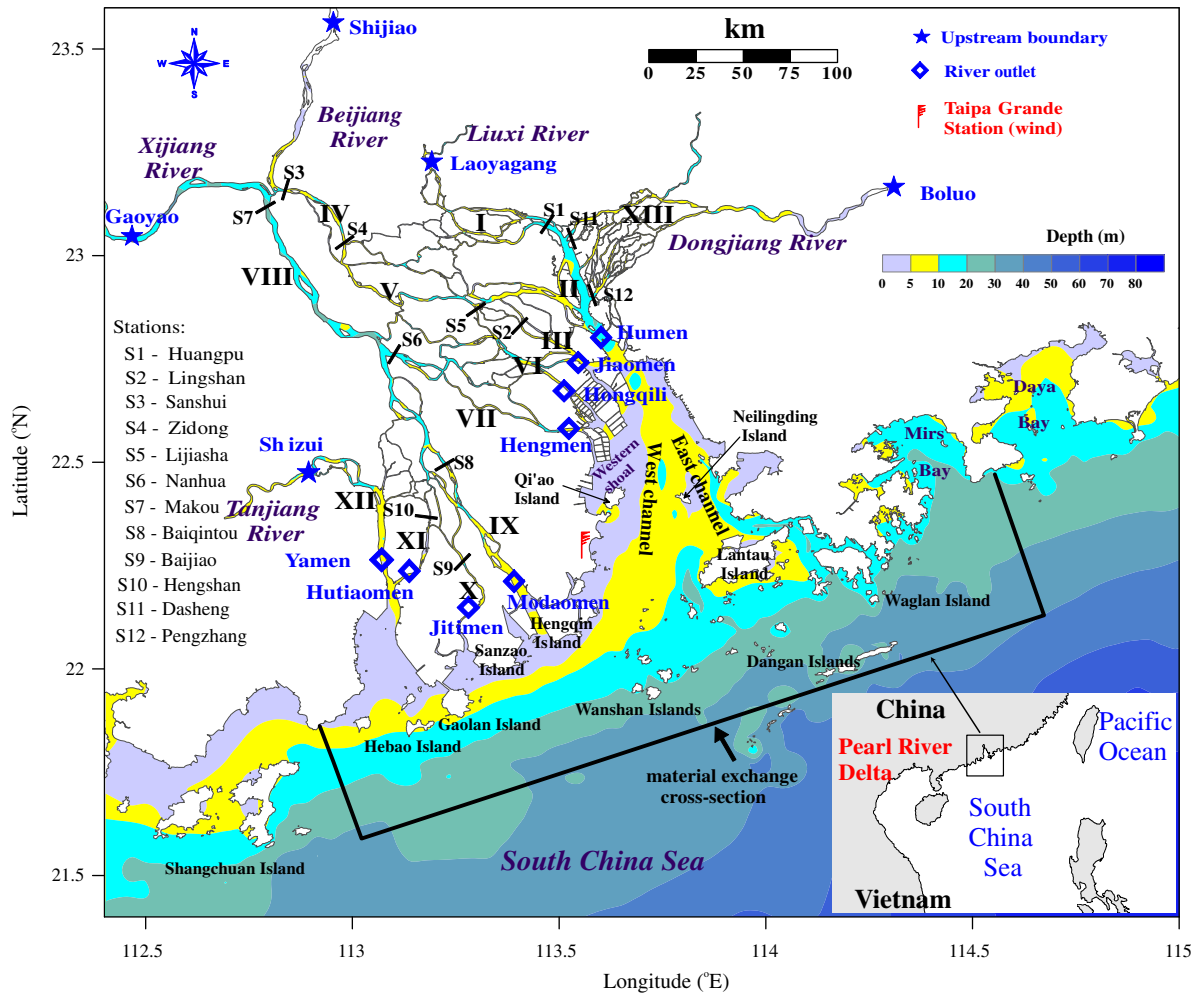 23.5
23
22.5
22
21.5
Latitude (°N)
112.5
113
113.5
114
114.5
115
Longitude (°E)
N
W
E
S
km
0
25
50
75
100
Upstream boundary
River outlet
Taipa Grande
Station (wind)
Depth (m)
0
5
10
20
30
40
50
60
70
80
Shijiao
Beijiang
River
Liuxi River
Xijiang
River
Laoyagang
Boluo
Gaoyao
Dongjiang River
S3
S7
IV
S4
I
S1
S11
XIII
VIII
V
II
S12
S5
S2
III
S6
VI
VII
Humen
Jiaomen
Hongqili
Hengmen
Stations:
S1 - Huangpu
S2 - Lingshan
S3 - Sanshui
S4 - Zidong
S5 - Lijiasha
S6 - Nanhua
S7 - Makou
S8 - Baiqintou
S9 - Baijiao
S10 - Hengshan
S11 - Dasheng
S12 - Pengzhang
Sh izui
Tanjiang
River
XII
S8
S10
XI
IX
S9
X
Yamen
Hutiaomen
Jitimen
Modaomen
Hengqin
Island
Sanzao
Island
Western
shoal
West channel
East channel
Neilingding
Island
Qi'ao
Island
Lantau
Island
Mirs
Bay
Daya
Bay
Waglan Island
Dangan Islands
Wanshan Islands
Gaolan Island
Hebao Island
Shangchuan Island
material exchange
cross-section
South China Sea
China
Pearl River
Delta
Pacific
Ocean
South
China
Sea
Vietnam